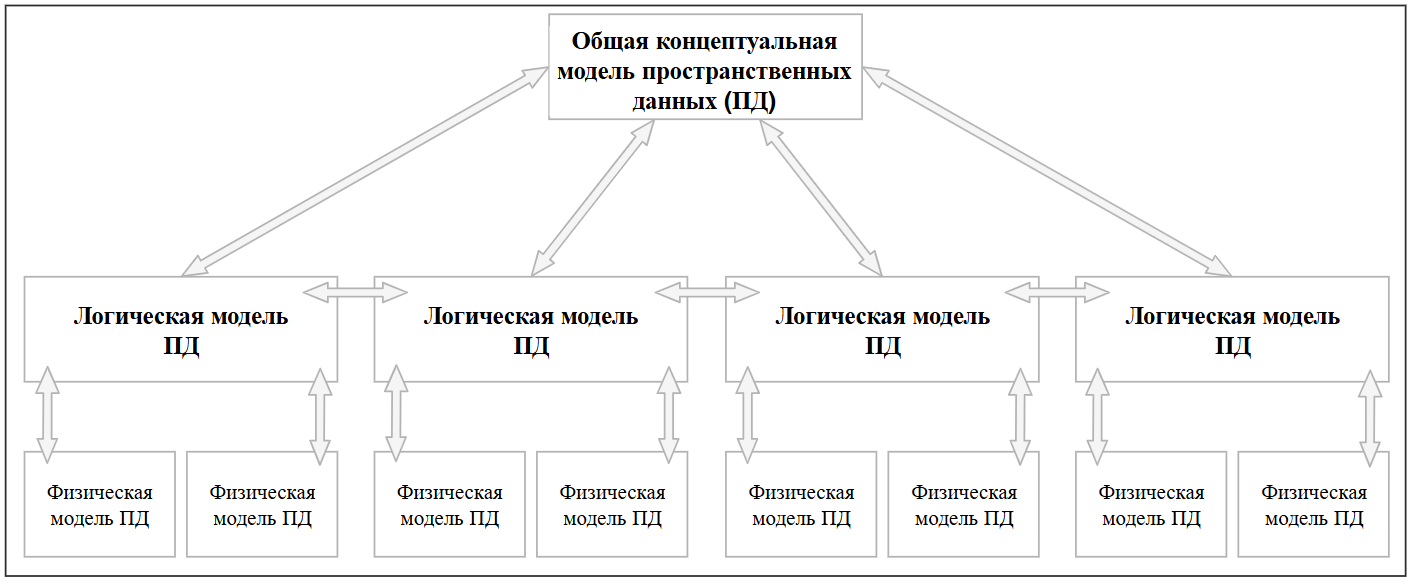 Общая концептуальная
модель пространственных
данных (ПД)
Логическая модель
ПД
Логическая модель
ПД
Логическая модель
ПД
Логическая модель
ПД
Физическая
модель ПД
Физическая
модель ПД
Физическая
модель ПД
Физическая
модель ПД
Физическая
модель ПД
Физическая
модель ПД
Физическая
модель ПД
Физическая
модель ПД